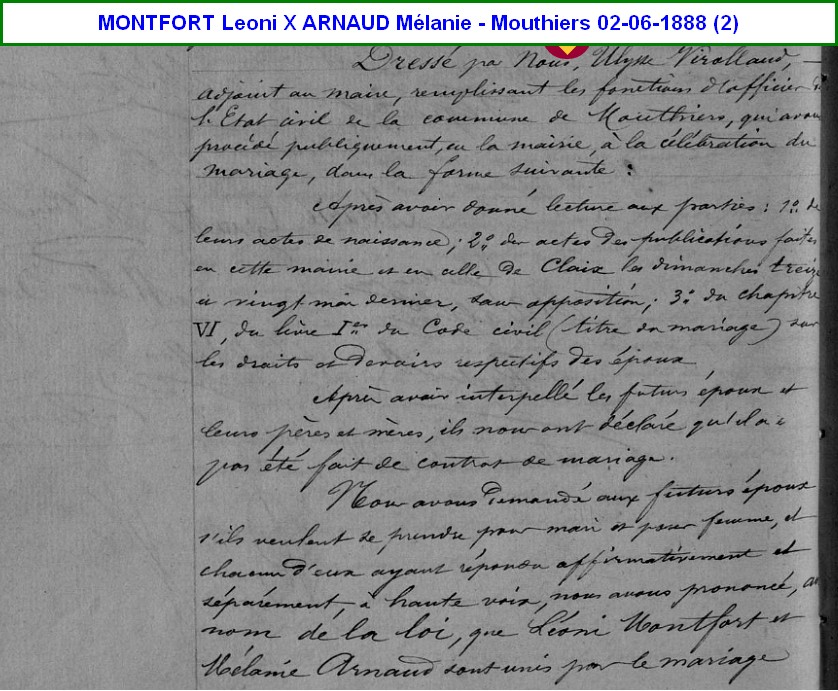 MONTFORT Leoni X ARNAUD Mélanie - Mouthiers 02-06-1888 (2)
Dressé par Nous, Ulysse Virolland,
adjoint au maire, remplissant les fonctions d'officier de
l'Etat civil de la commune de Mouthiers, qui avons
procédé publiquement, en la mairie, à la célébration du
mariage, dans la forme suivante :
Après avoir donné lecture aux parties : 1º de
leurs actes de naissance ; 2º des actes des publications faites
en cette mairie et en celle de Claix les dimanches treize
et vingt mai dernier, sans opposition ; 3º du chapitre
VI, du livre Ier du Code civil (titre du mariage) sur
les droits et devoirs respectifs des époux
Après avoir interpellé les futurs époux et
leurs pères et mères, ils nous ont déclaré qu'il n'a
pas été fait de contrat de mariage.
Nous avons demandé aux futurs époux
s'ils veulent se prendre pour mari et pour femme, et
chacun d'eux ayant répondu affirmativement et
séparément, à haute voix, nous avons prononcé, au
nom de la loi, que Léoni Montfort et
Mélanie Arnaud sont unis par le mariage